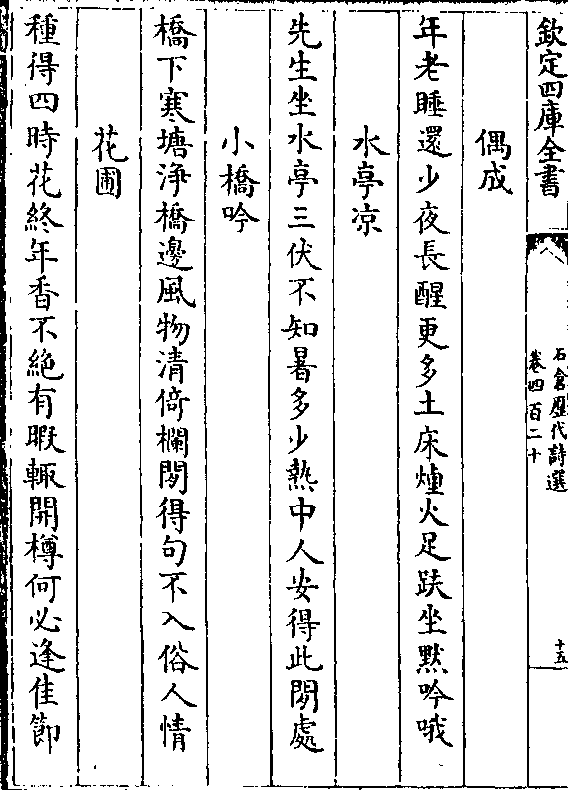 欽定四庫全書
石倉歷代詩選
卷四百二十
十五
偶成
年老睡還少夜長醒更多土床煙火足趺坐默吟哦
水亭凉
先生坐水亭三伏不知暑多少熱中人安得此閒處
小橋吟
橋下寒塘浄橋邊風物清倚欄閒得句不入俗人情
花圃
種得四時花終年香不絶有暇輒開樽何必逢佳節